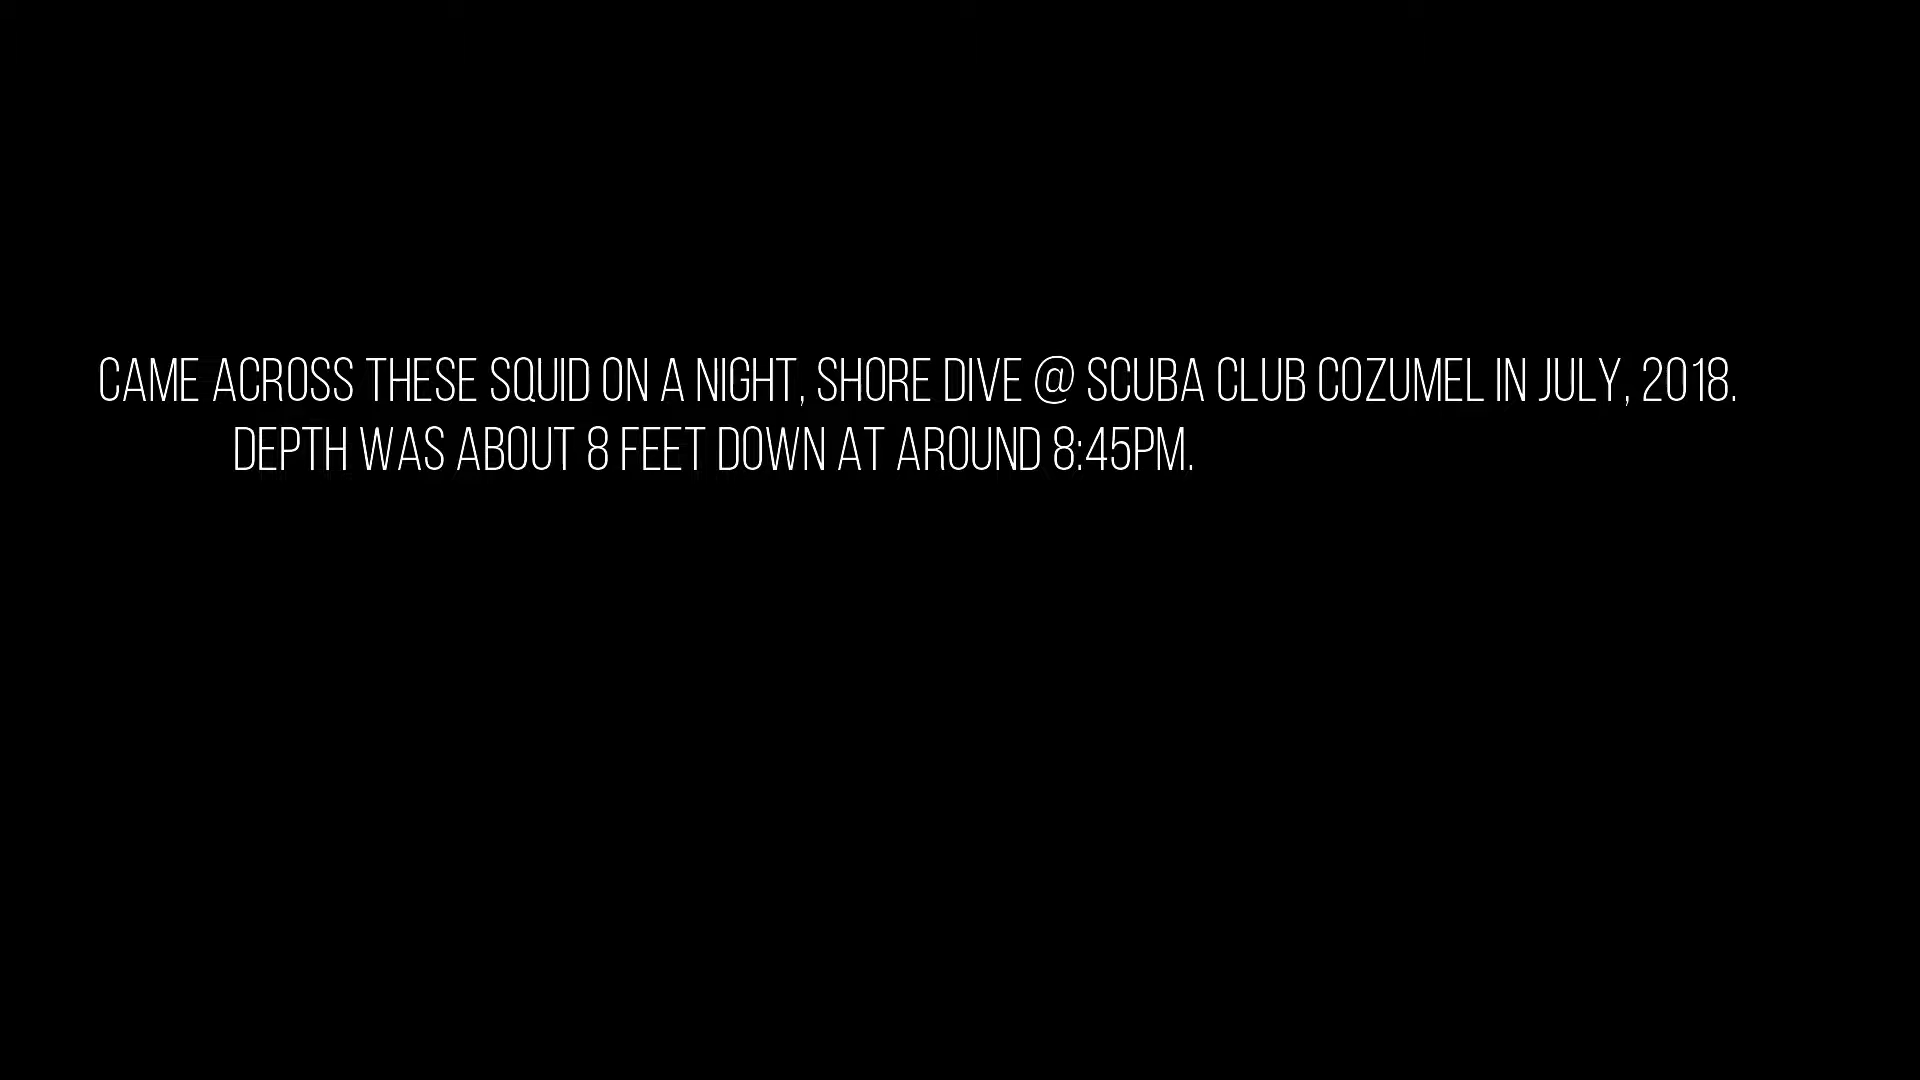 CAME ACROSS THESE SQUID ON A NIGHT, SHORE DIVE @ SCUBA CLUB COZUMEL IN JULY, 2018.
DEPTH WAS ABOUT 8 FEET DOWN AT AROUND 8:45PM.